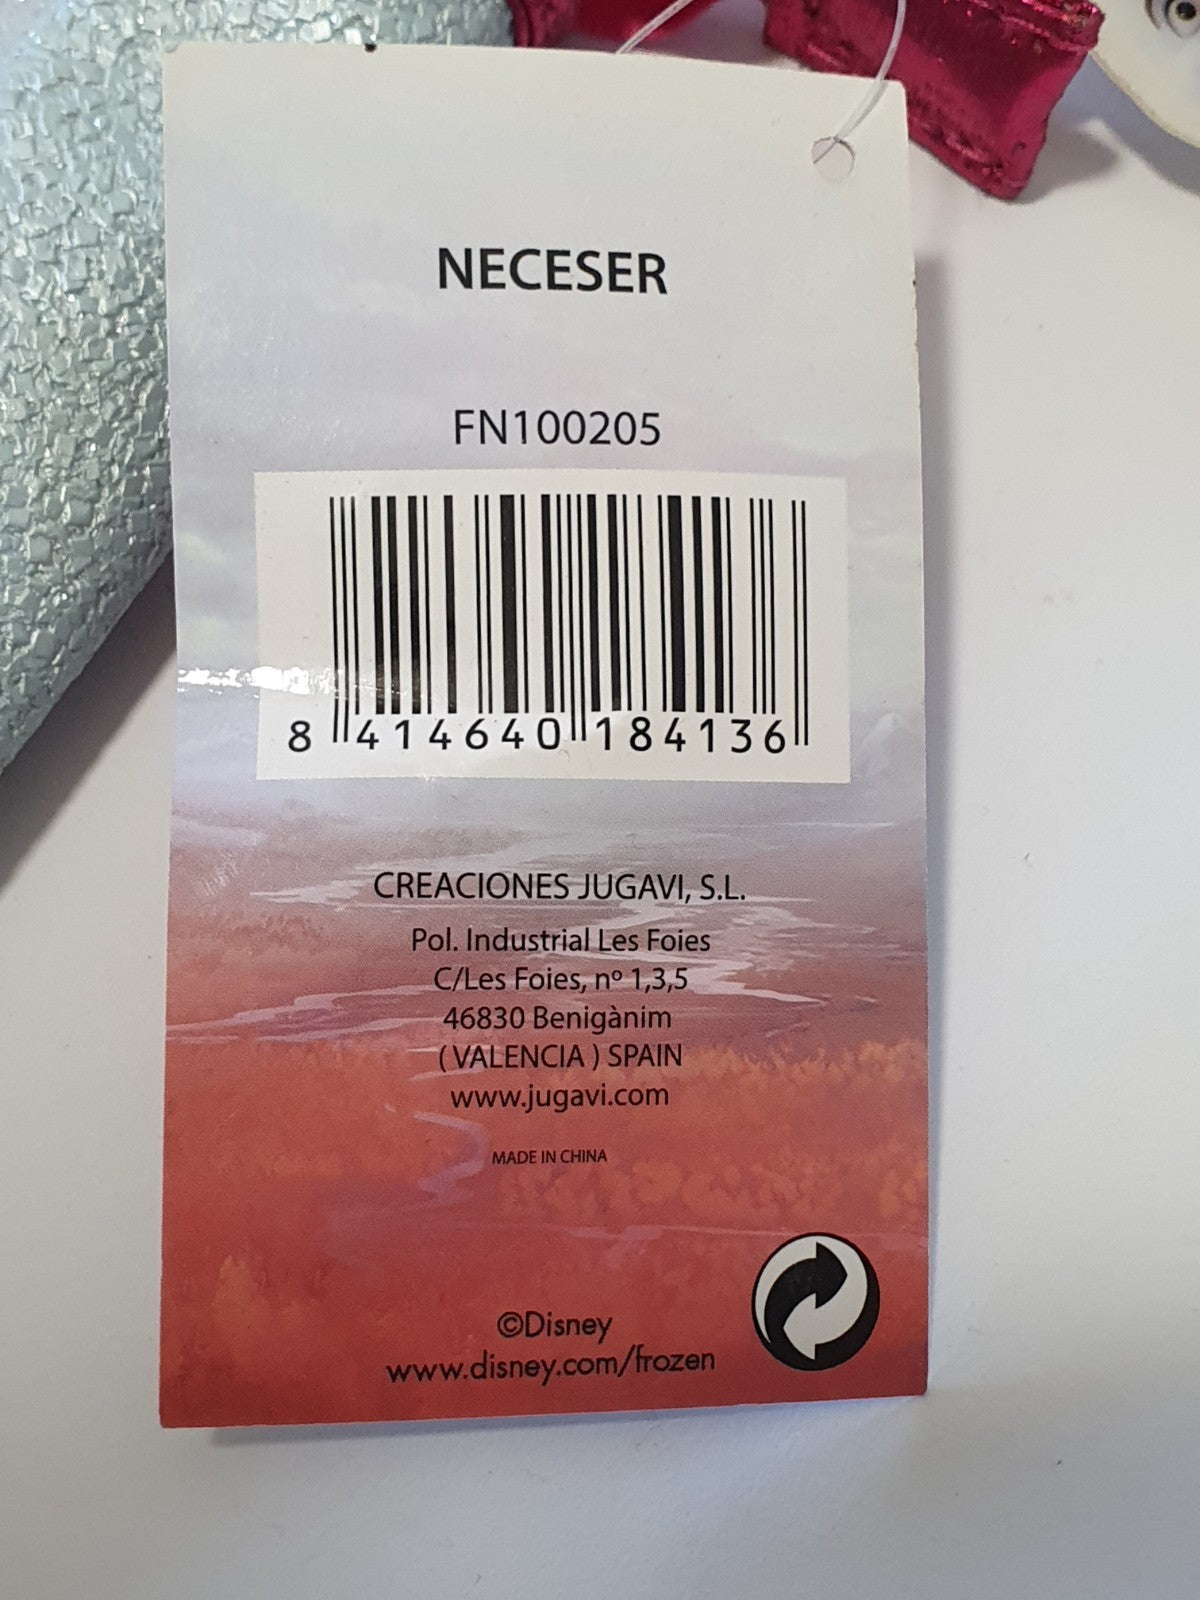 NECESER
FN100205
8 414640 184136
CREACIONES JUGAVI, S.L.
Pol. Industrial Les Foies
C/Les Foies, nº 1,3,5
46830 Benigànim
( VALENCIA ) SPAIN
www.jugavi.com
MADE IN CHINA
©Disney
www.disney.com/frozen